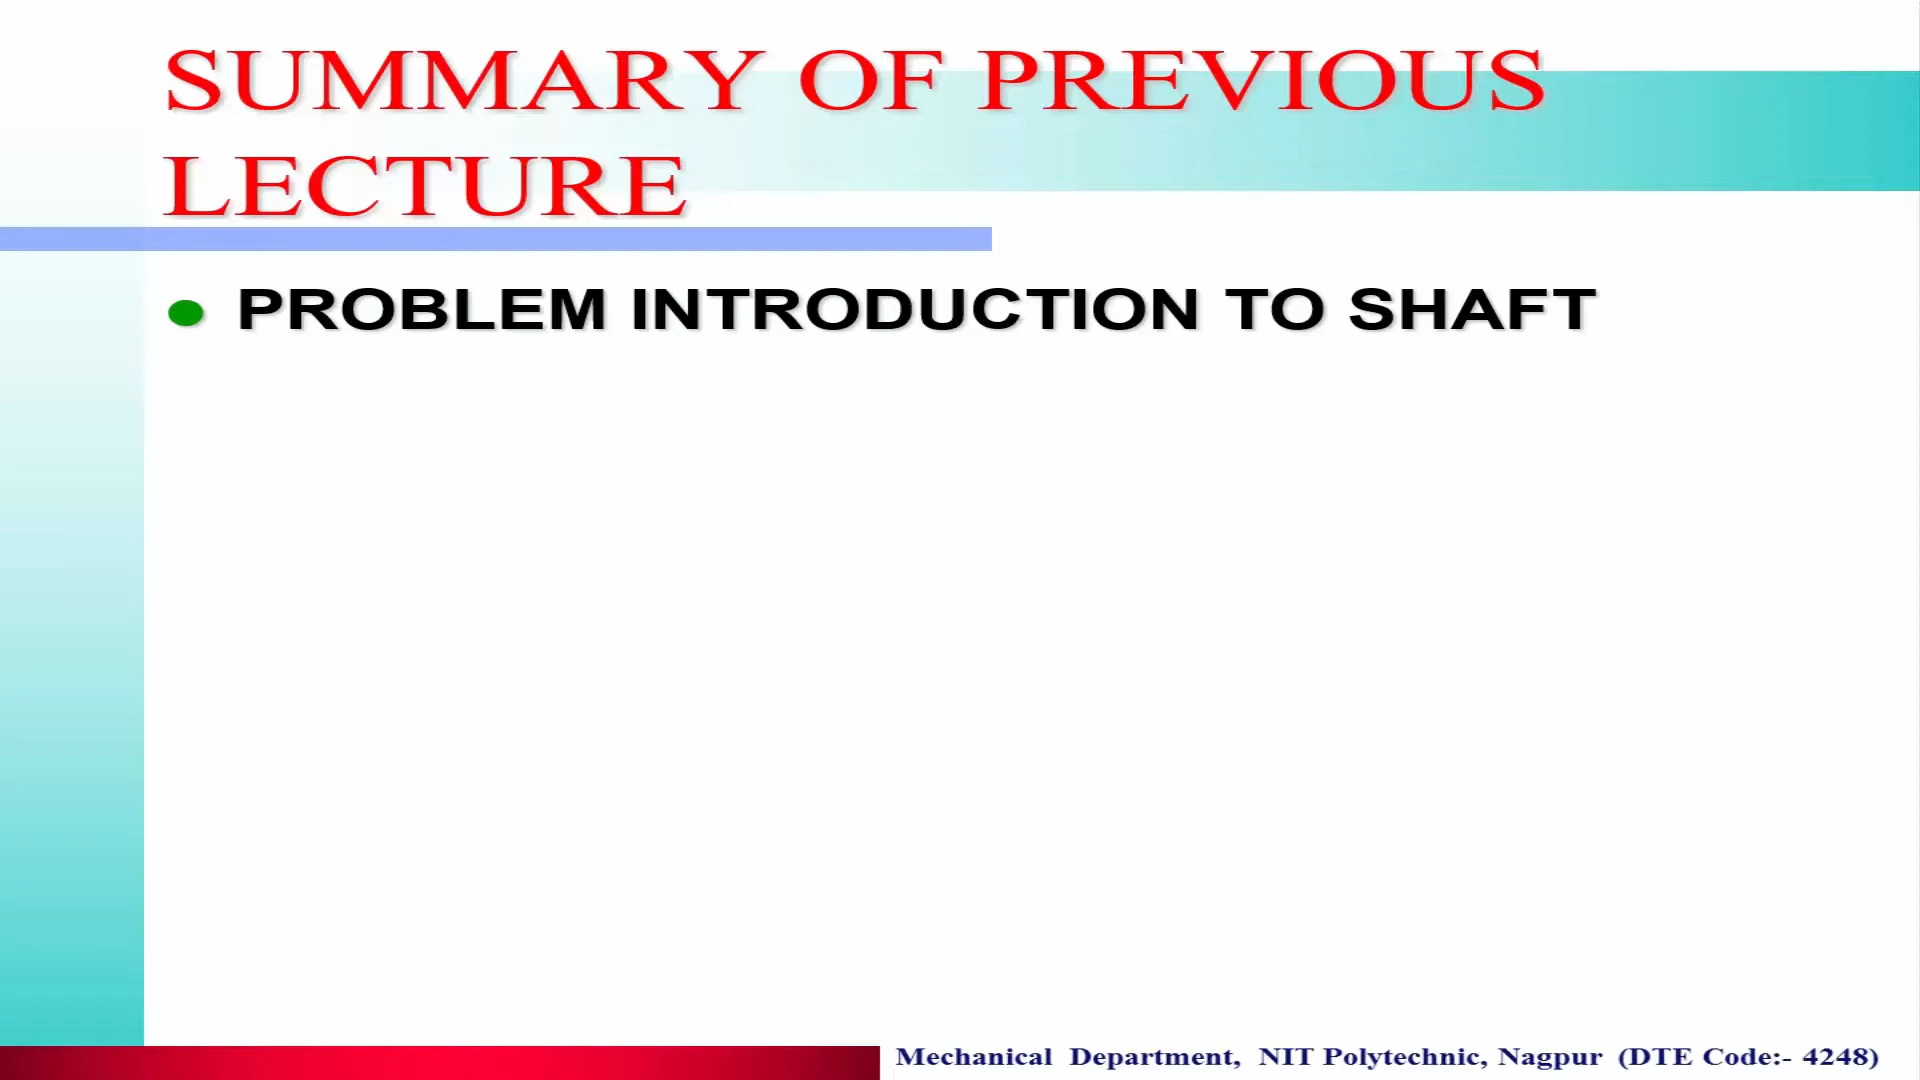 SUMMARY OF PREVIOUS
LECTURE
PROBLEM INTRODUCTION TO SHAFT
Mechanical Department, NIT Polytechnic, Nagpur (DTE Code:- 4248)